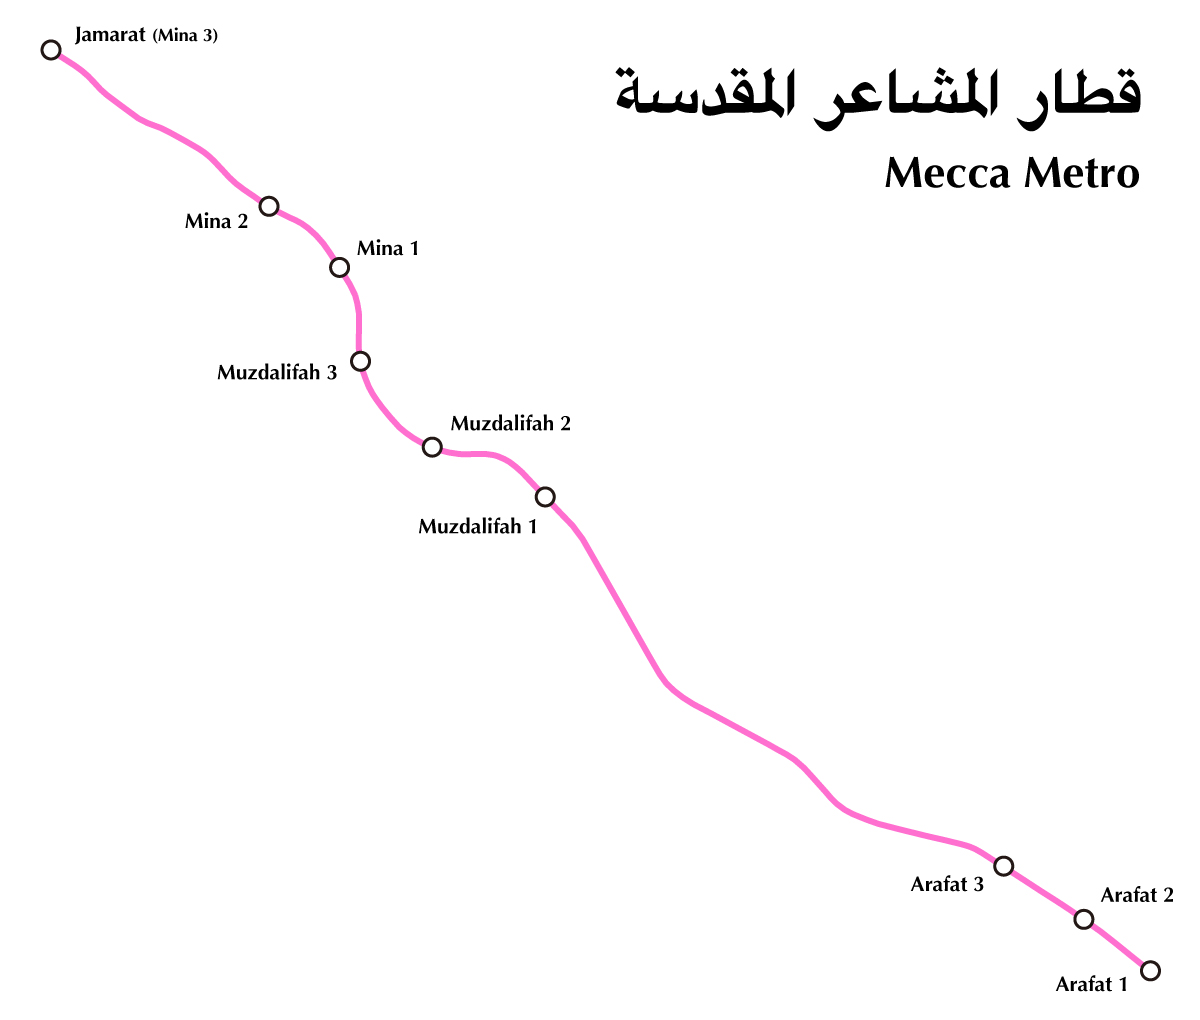 Jamarat (Mina 3)
قطار المشاعر المقدسة
Mecca Metro
Mina 2
Mina 1
Muzdalifah 3
Muzdalifah 2
Muzdalifah 1
Arafat 3
Arafat 2
Arafat 1